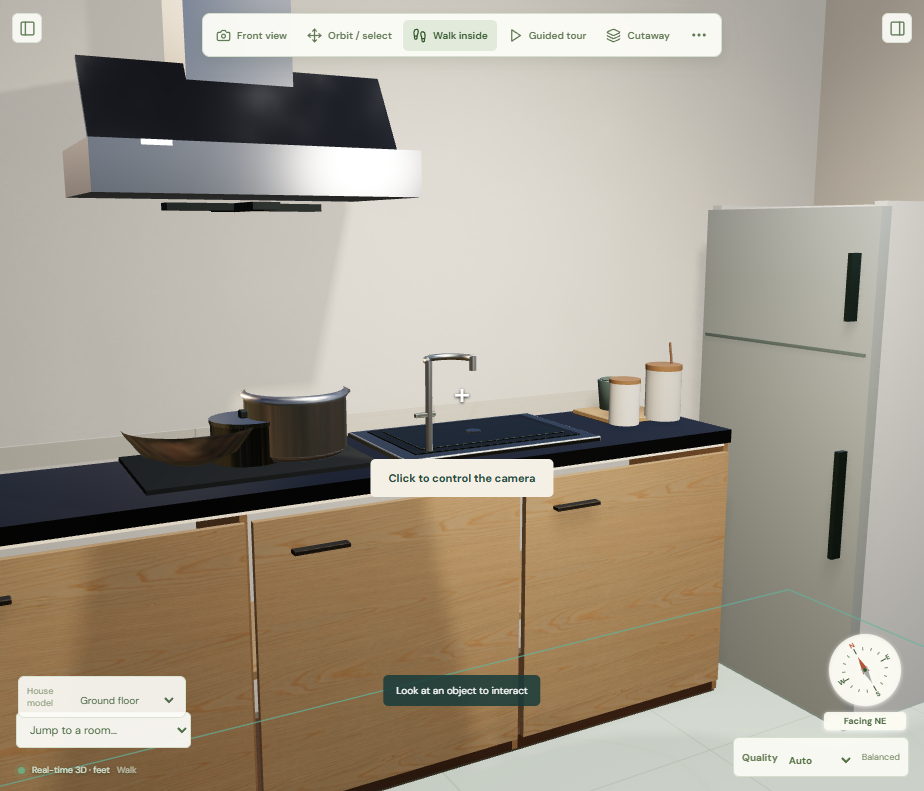 Front view
Orbit / select
Walk inside
Guided tour
Cutaway
Click to control the camera
Look at an object to interact
House model
Ground floor
Jump to a room...
Real-time 3D · feet Walk
N
E
S
W
Facing NE
Quality
Auto
Balanced